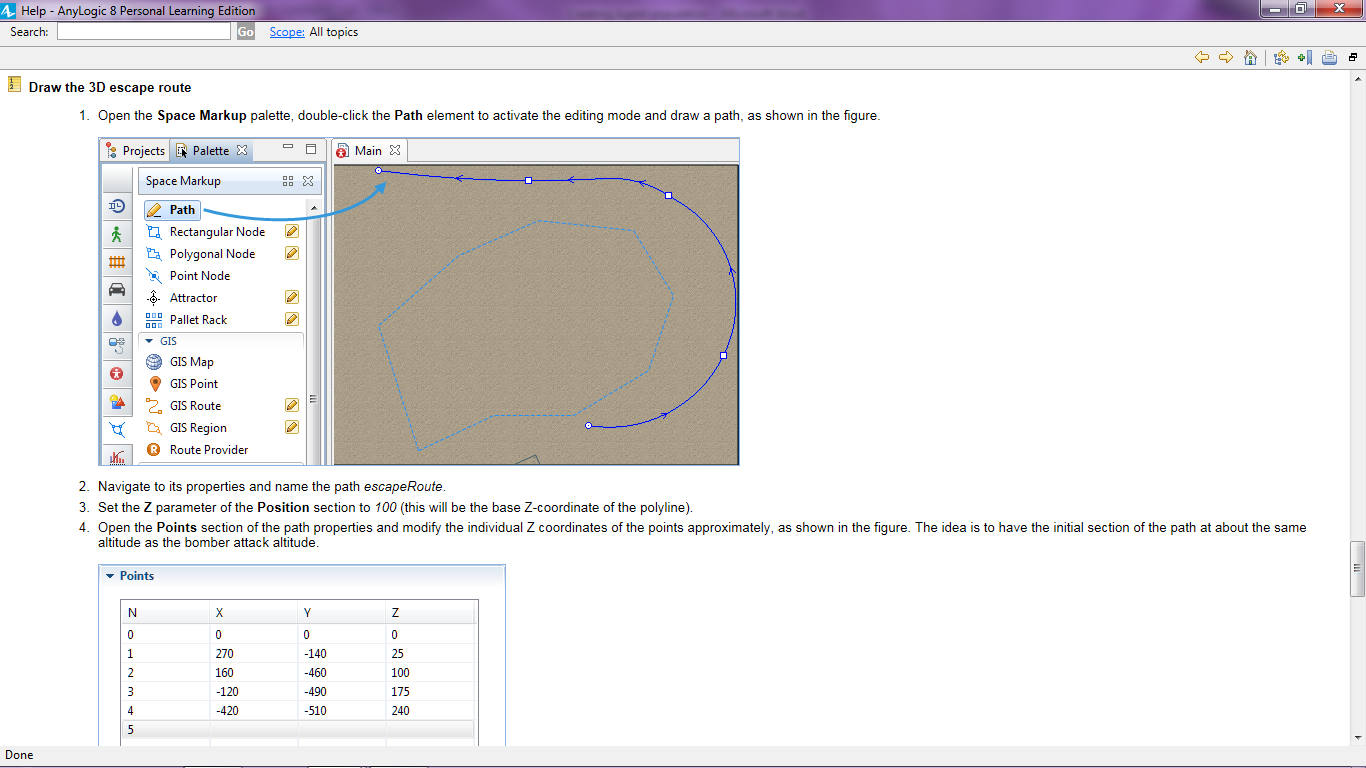 Help - AnyLogic 8 Personal Learning Edition
Search: Go Scope: All topics
Draw the 3D escape route
1. Open the Space Markup palette, double-click the Path element to activate the editing mode and draw a path, as shown in the figure.
Projects Palette Main
Space Markup
Path
Rectangular Node
Polygonal Node
Point Node
Attractor
Pallet Rack
GIS
GIS Map
GIS Point
GIS Route
GIS Region
Route Provider
2. Navigate to its properties and name the path escapeRoute.
3. Set the Z parameter of the Position section to 100 (this will be the base Z-coordinate of the polyline).
4. Open the Points section of the path properties and modify the individual Z coordinates of the points approximately, as shown in the figure. The idea is to have the initial section of the path at about the same
altitude as the bomber attack altitude.
Points
N X Y Z
0 0 0 0
1 270 -140 25
2 160 -460 100
3 -120 -490 175
4 -420 -510 240
5
Done